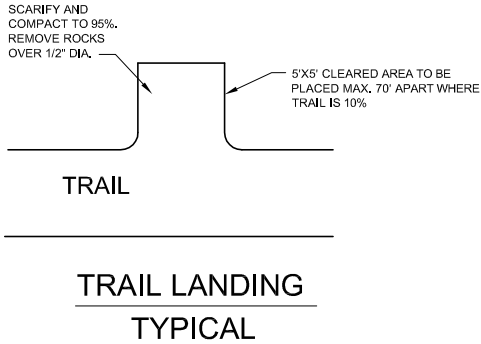 SCARIFY AND
COMPACT TO 95%.
REMOVE ROCKS
OVER 1/2" DIA.
5'X5' CLEARED AREA TO BE
PLACED MAX. 70' APART WHERE
TRAIL IS 10%
TRAIL
TRAIL LANDING
TYPICAL